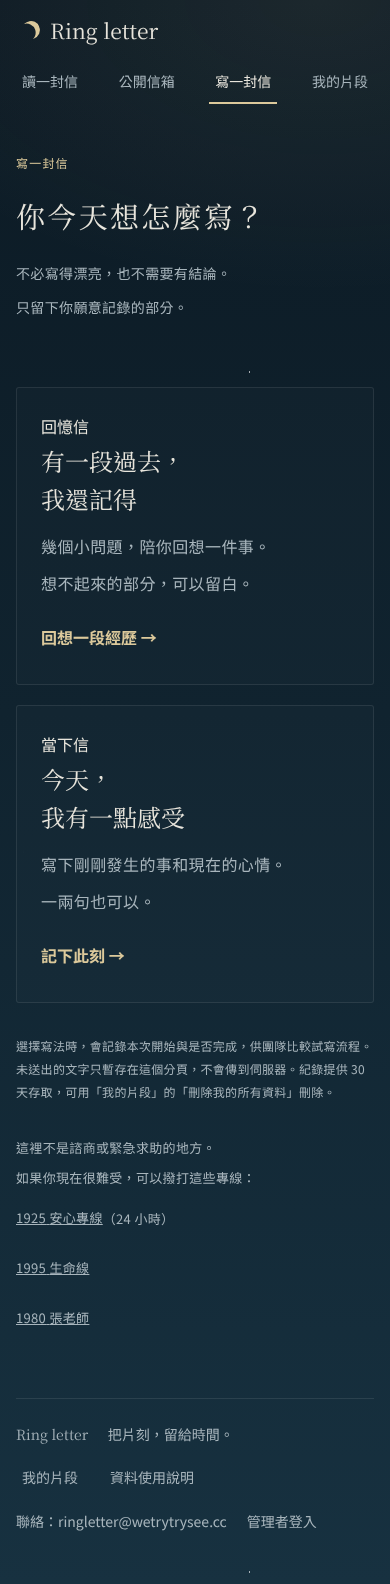 Ring letter
讀一封信 公開信箱 寫一封信 我的片段
寫一封信
你今天想怎麼寫？
不必寫得漂亮，也不需要有結論。
只留下你願意記錄的部分。
回憶信
有一段過去，
我還記得
幾個小問題，陪你回想一件事。
想不起來的部分，可以留白。
回想一段經歷 →
當下信
今天，
我有一點感受
寫下剛剛發生的事和現在的心情。
一兩句也可以。
記下此刻 →
選擇寫法時，會記錄本次開始與是否完成，供團隊比較試寫流程。
未送出的文字只暫存在這個分頁，不會傳到伺服器。紀錄提供 30
天存取，可用「我的片段」的「刪除我的所有資料」刪除。
這裡不是諮商或緊急求助的地方。
如果你現在很難受，可以撥打這些專線：
1925 安心專線（24 小時）
1995 生命線
1980 張老師
Ring letter 把片刻，留給時間。
我的片段 資料使用說明
聯絡：ringletter@wetrytrysee.cc 管理者登入